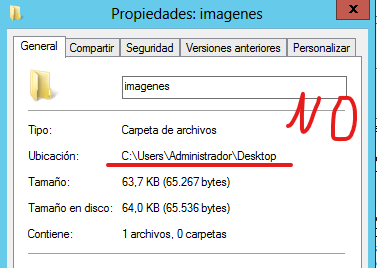 Propiedades: imagenes
General Compartir Seguridad Versiones anteriores Personalizar
imagenes
NO
Tipo: Carpeta de archivos
Ubicación: C:\Users\Administrador\Desktop
Tamaño: 63,7 KB (65.267 bytes)
Tamaño en disco: 64,0 KB (65.536 bytes)
Contiene: 1 archivos, 0 carpetas